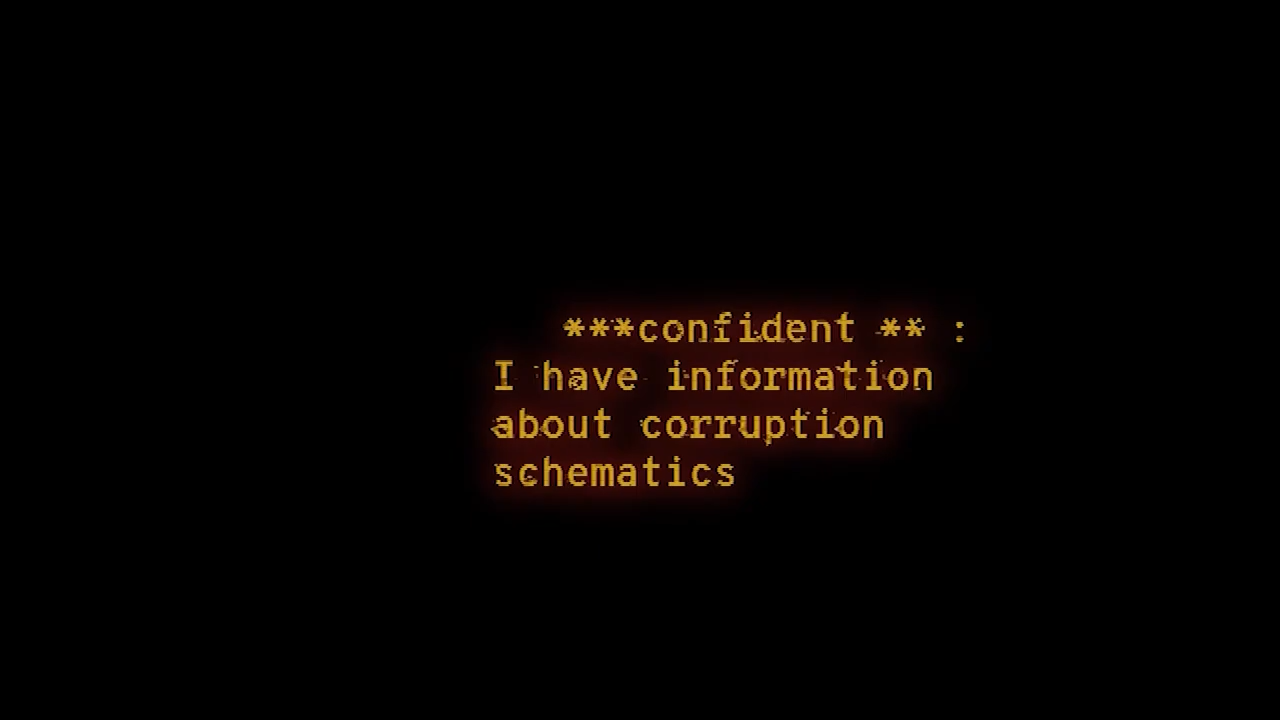 ***confident ** :
I have information
about corruption
schematics